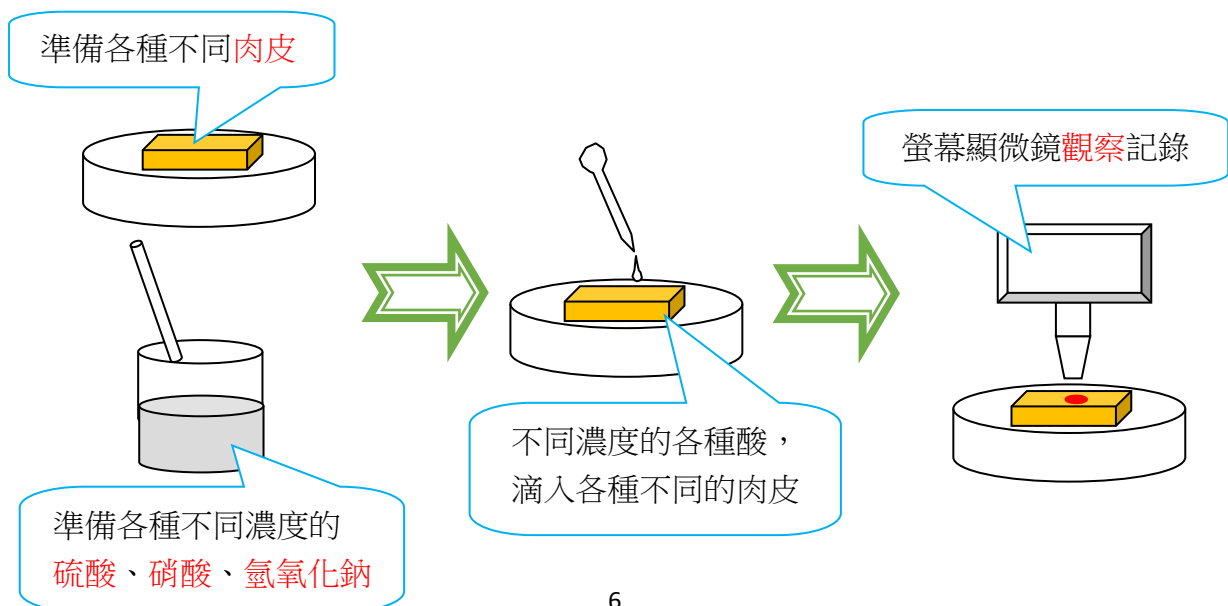 準備各種不同肉皮
準備各種不同濃度的
硫酸、硝酸、氫氧化鈉
不同濃度的各種酸，
滴入各種不同的肉皮
螢幕顯微鏡觀察記錄
6